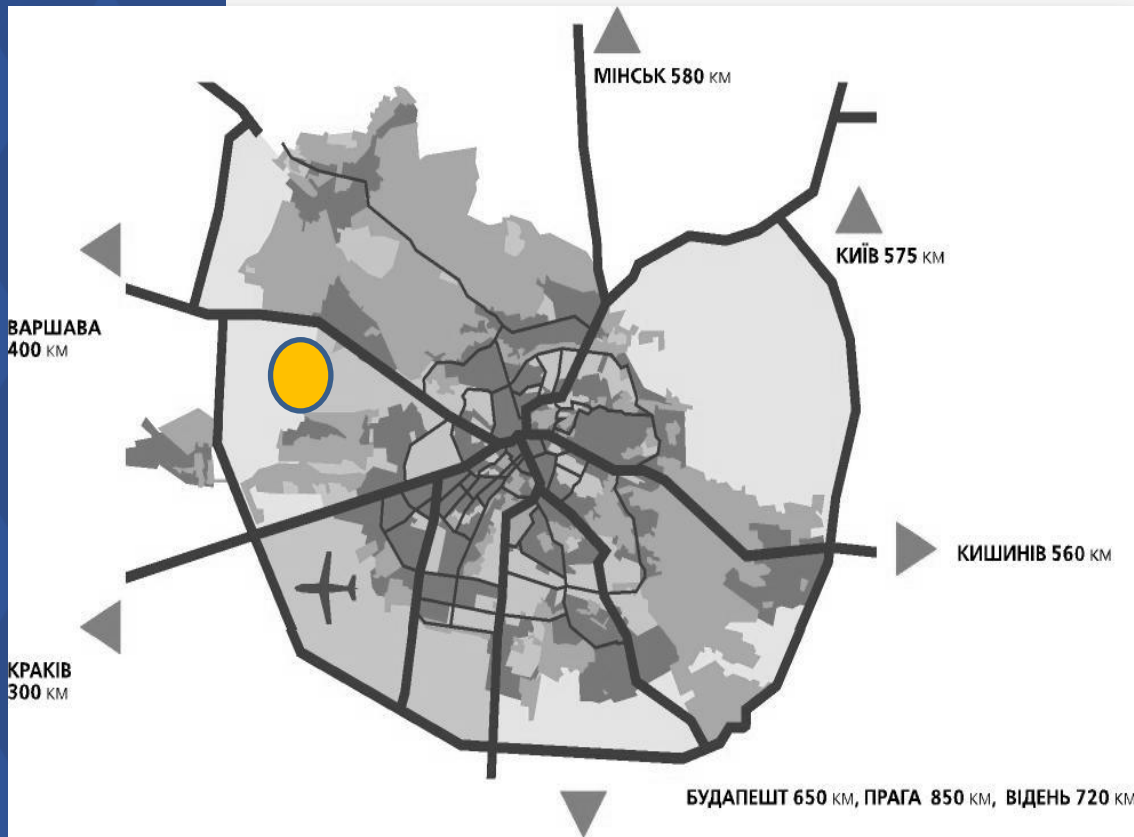 МІНСЬК 580 КМ
КИЇВ 575 КМ
ВАРШАВА
400 КМ
КИШИНІВ 560 КМ
КРАКІВ
300 КМ
БУДАПЕШТ 650 КМ, ПРАГА 850 КМ, ВІДЕНЬ 720 КМ